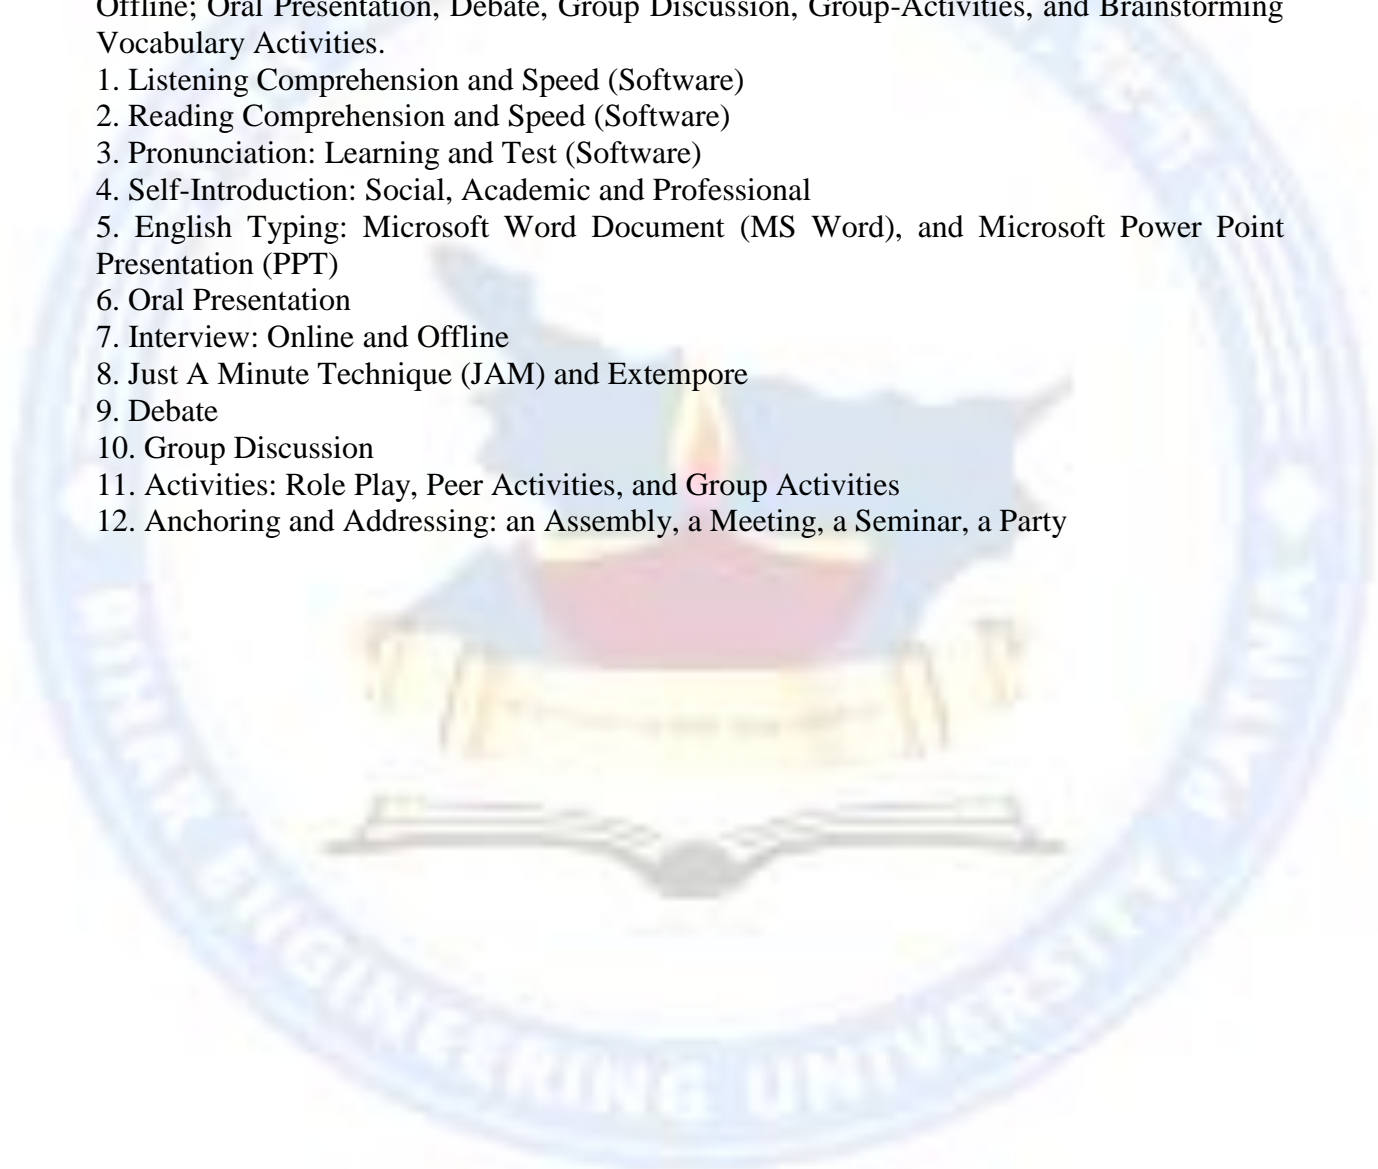 Offline; Oral Presentation, Debate, Group Discussion, Group-Activities, and Brainstorming
Vocabulary Activities.
1. Listening Comprehension and Speed (Software)
2. Reading Comprehension and Speed (Software)
3. Pronunciation: Learning and Test (Software)
4. Self-Introduction: Social, Academic and Professional
5. English Typing: Microsoft Word Document (MS Word), and Microsoft Power Point
Presentation (PPT)
6. Oral Presentation
7. Interview: Online and Offline
8. Just A Minute Technique (JAM) and Extempore
9. Debate
10. Group Discussion
11. Activities: Role Play, Peer Activities, and Group Activities
12. Anchoring and Addressing: an Assembly, a Meeting, a Seminar, a Party
BIHAR ENGINEERING UNIVERSITY, PATNA